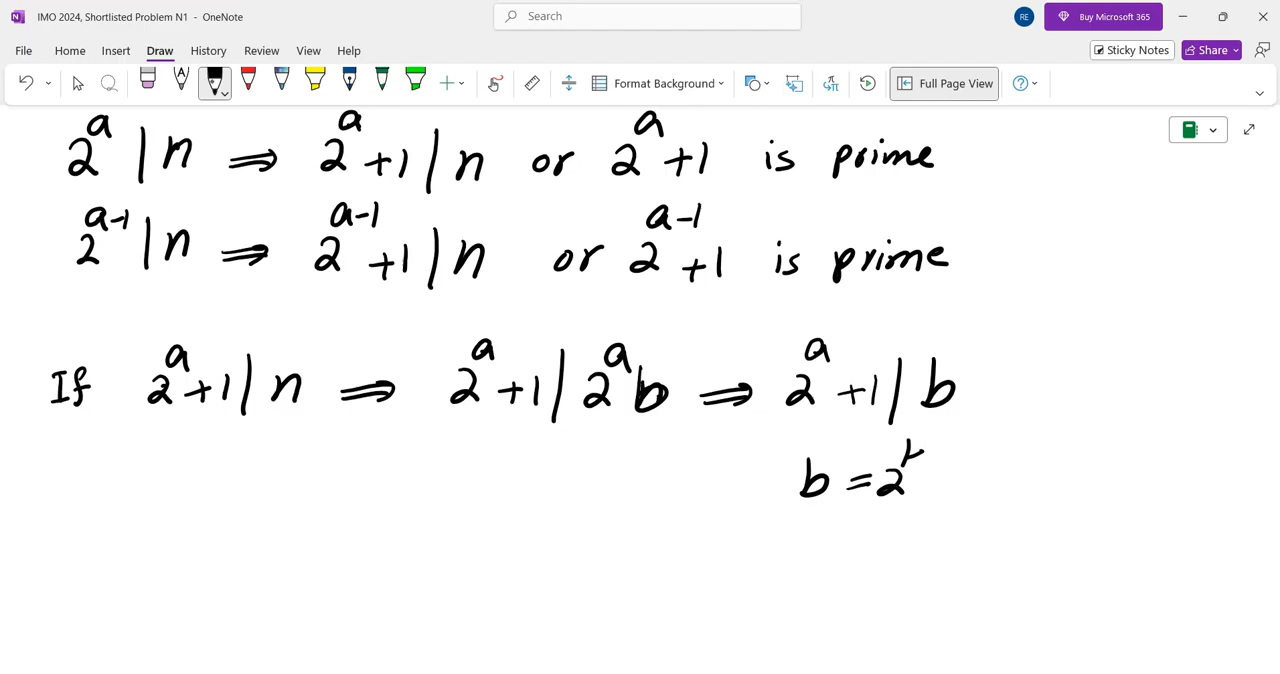 IMO 2024, Shortlisted Problem N1 - OneNote
Search
RE
Buy Microsoft 365
File Home Insert Draw History Review View Help
Sticky Notes
Share
Format Background
Full Page View
2^a | n ⟹ 2^a +1 | n or 2^a +1 is prime
2^{a-1} | n ⟹ 2^{a-1} +1 | n or 2^{a-1} +1 is prime
If 2^a +1 | n ⟹ 2^a +1 | 2^a b ⟹ 2^a +1 | b
b = 2